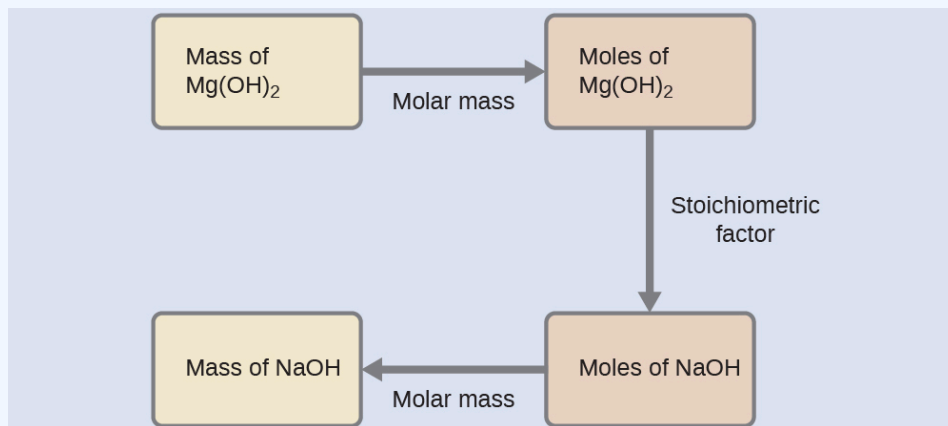 Mass of
Mg(OH)₂
Molar mass
Moles of
Mg(OH)₂
Stoichiometric
factor
Mass of NaOH
Molar mass
Moles of NaOH